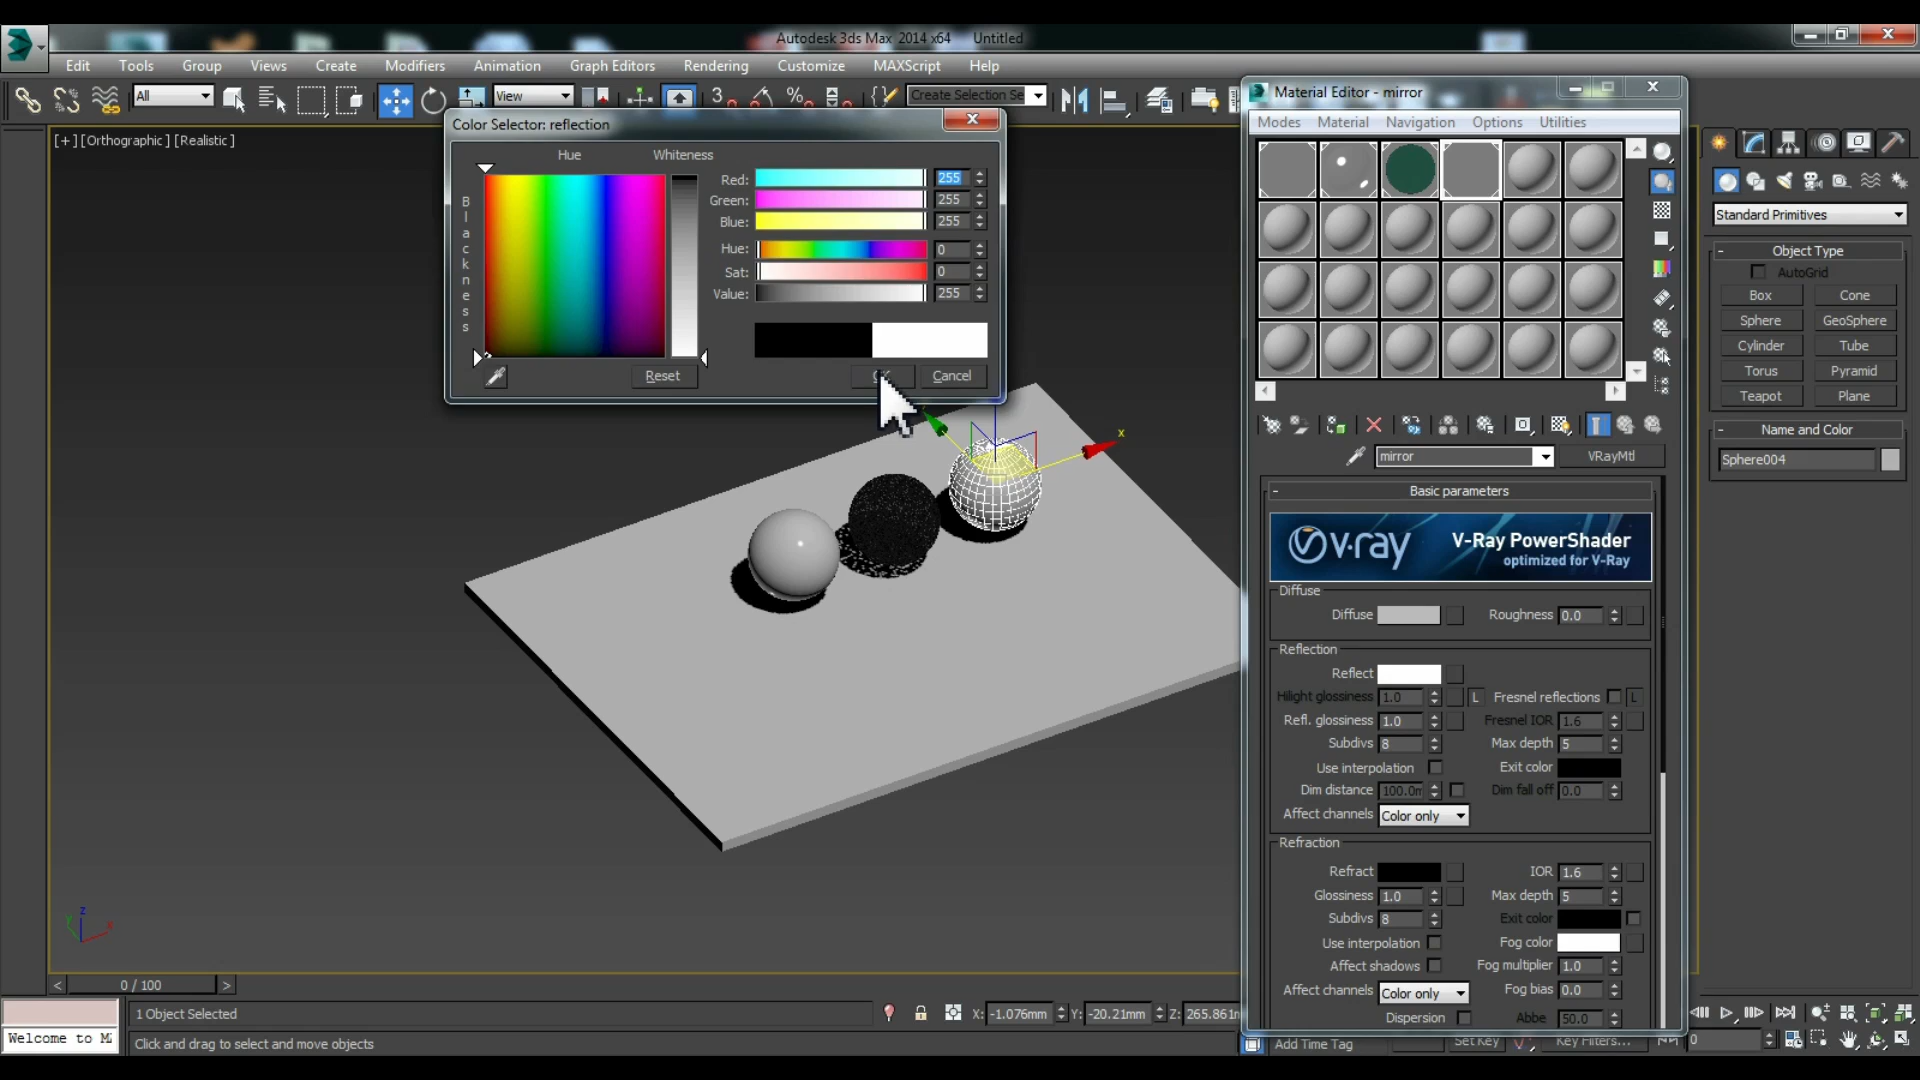 Autodesk 3ds Max 2014 x64 Untitled
Edit Tools Group Views Create Modifiers Animation Graph Editors Rendering Customize MAXScript Help
All
View
3
%
Create Selection Se
[+] [Orthographic] [Realistic]
Color Selector: reflection
Hue Whiteness
Blackness
Red: 255
Green: 255
Blue: 255
Hue: 0
Sat: 0
Value: 255
Reset Cancel
x
Material Editor - mirror
Modes Material Navigation Options Utilities
mirror VRayMtl
- Basic parameters
v·ray V-Ray PowerShader
optimized for V-Ray
Diffuse
Diffuse Roughness 0.0
Reflection
Reflect
Hilight glossiness 1.0 L Fresnel reflections L
Refl. glossiness 1.0 Fresnel IOR 1.6
Subdivs 8 Max depth 5
Use interpolation Exit color
Dim distance 100.0m Dim fall off 0.0
Affect channels Color only
Refraction
Refract IOR 1.6
Glossiness 1.0 Max depth 5
Subdivs 8 Exit color
Use interpolation Fog color
Affect shadows Fog multiplier 1.0
Affect channels Color only Fog bias 0.0
Dispersion Abbe 50.0
Standard Primitives
- Object Type
AutoGrid
Box Cone
Sphere GeoSphere
Cylinder Tube
Torus Pyramid
Teapot Plane
- Name and Color
Sphere004
z
y x
< 0 / 100 >
1 Object Selected X: -1.076mm Y: -20.21mm Z: 265.861m
Welcome to M
Click and drag to select and move objects Add Time Tag Set Key Key Filters... 0